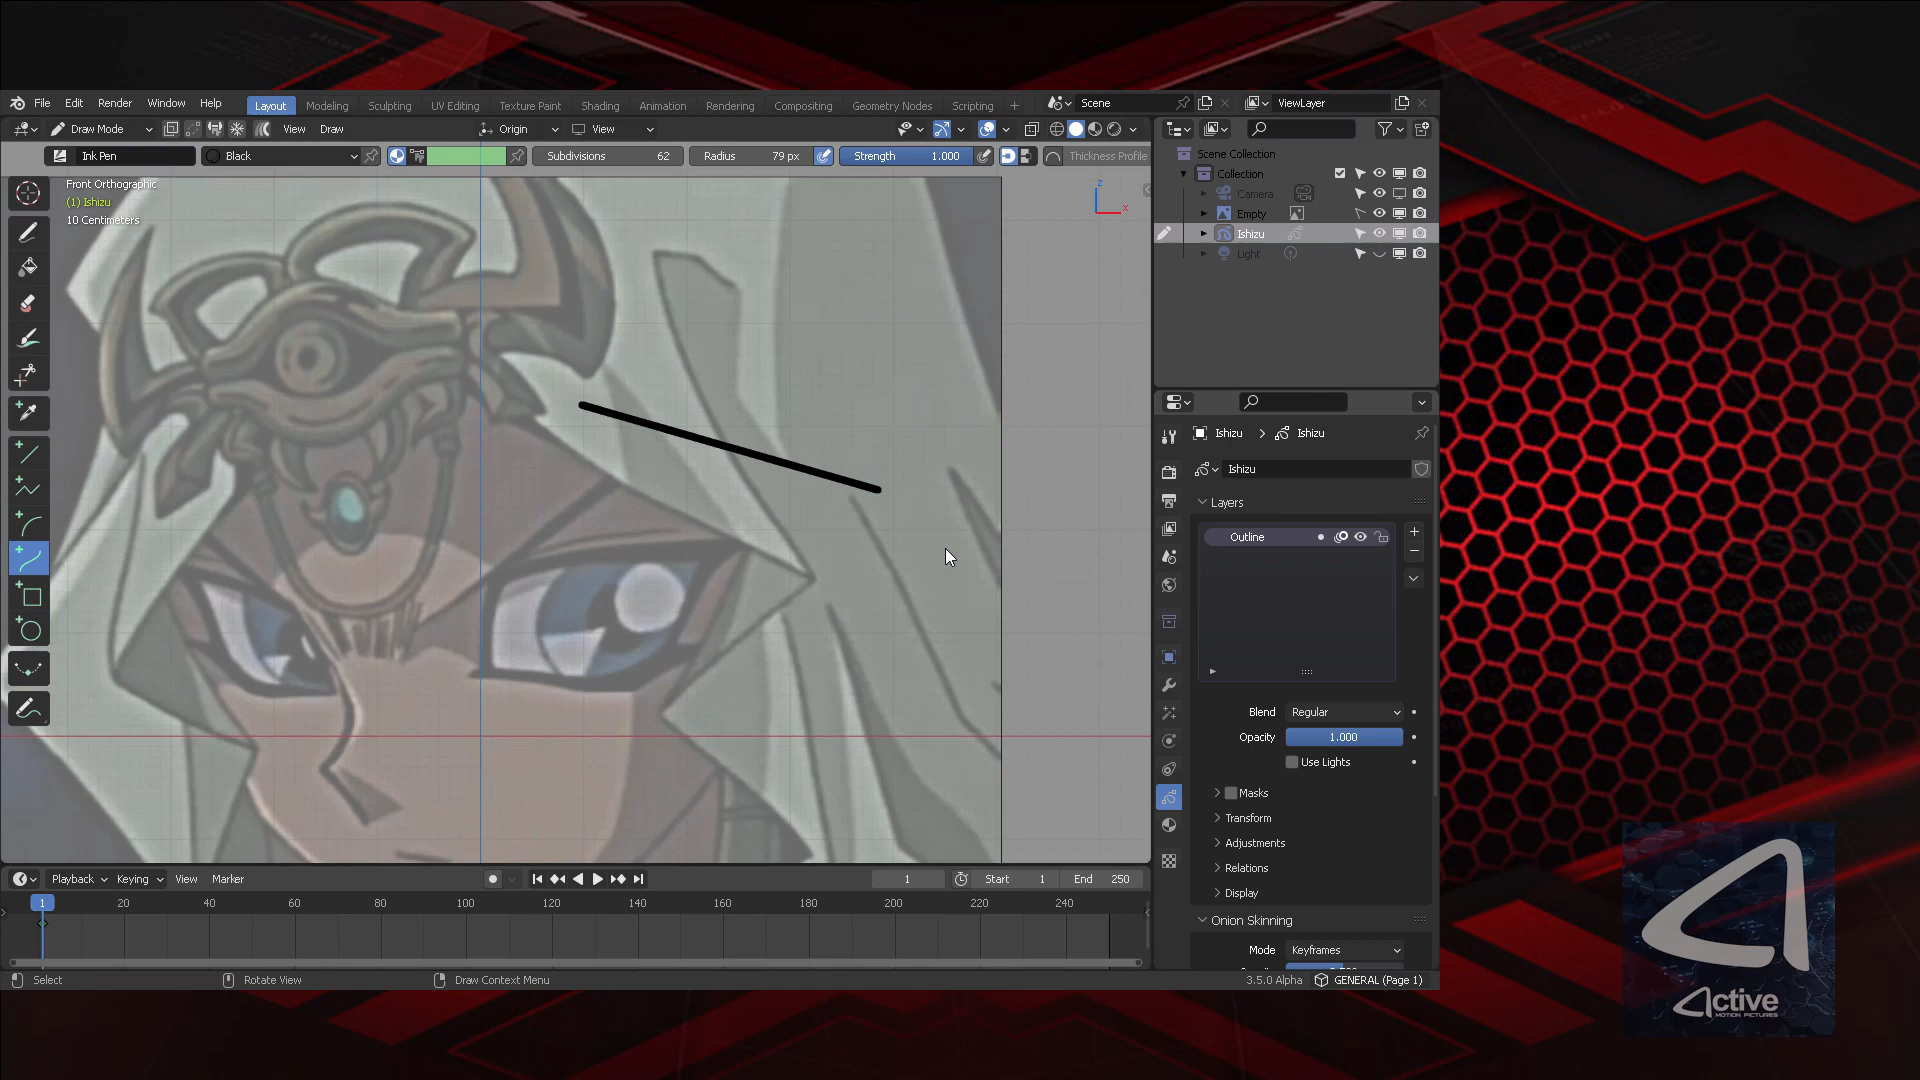 File Edit Render Window Help Layout Modeling Sculpting UV Editing Texture Paint Shading Animation Rendering Compositing Geometry Nodes Scripting Scene ViewLayer
Draw Mode View Draw Origin View
Ink Pen Black Subdivisions 62 Radius 79 px Strength 1.000 Thickness Profile
Front Orthographic
(1) Ishizu
10 Centimeters
z
x
Scene Collection
Collection
Camera
Empty
Ishizu
Light
Ishizu Ishizu
Ishizu
Layers
Outline
Blend Regular
Opacity 1.000
Use Lights
Masks
Transform
Adjustments
Relations
Display
Onion Skinning
Mode Keyframes
Playback Keying View Marker 1 Start 1 End 250
1 20 40 60 80 100 120 140 160 180 200 220 240
Select Rotate View Draw Context Menu 3.5.0 Alpha GENERAL (Page 1)
Active
MOTION PICTURES